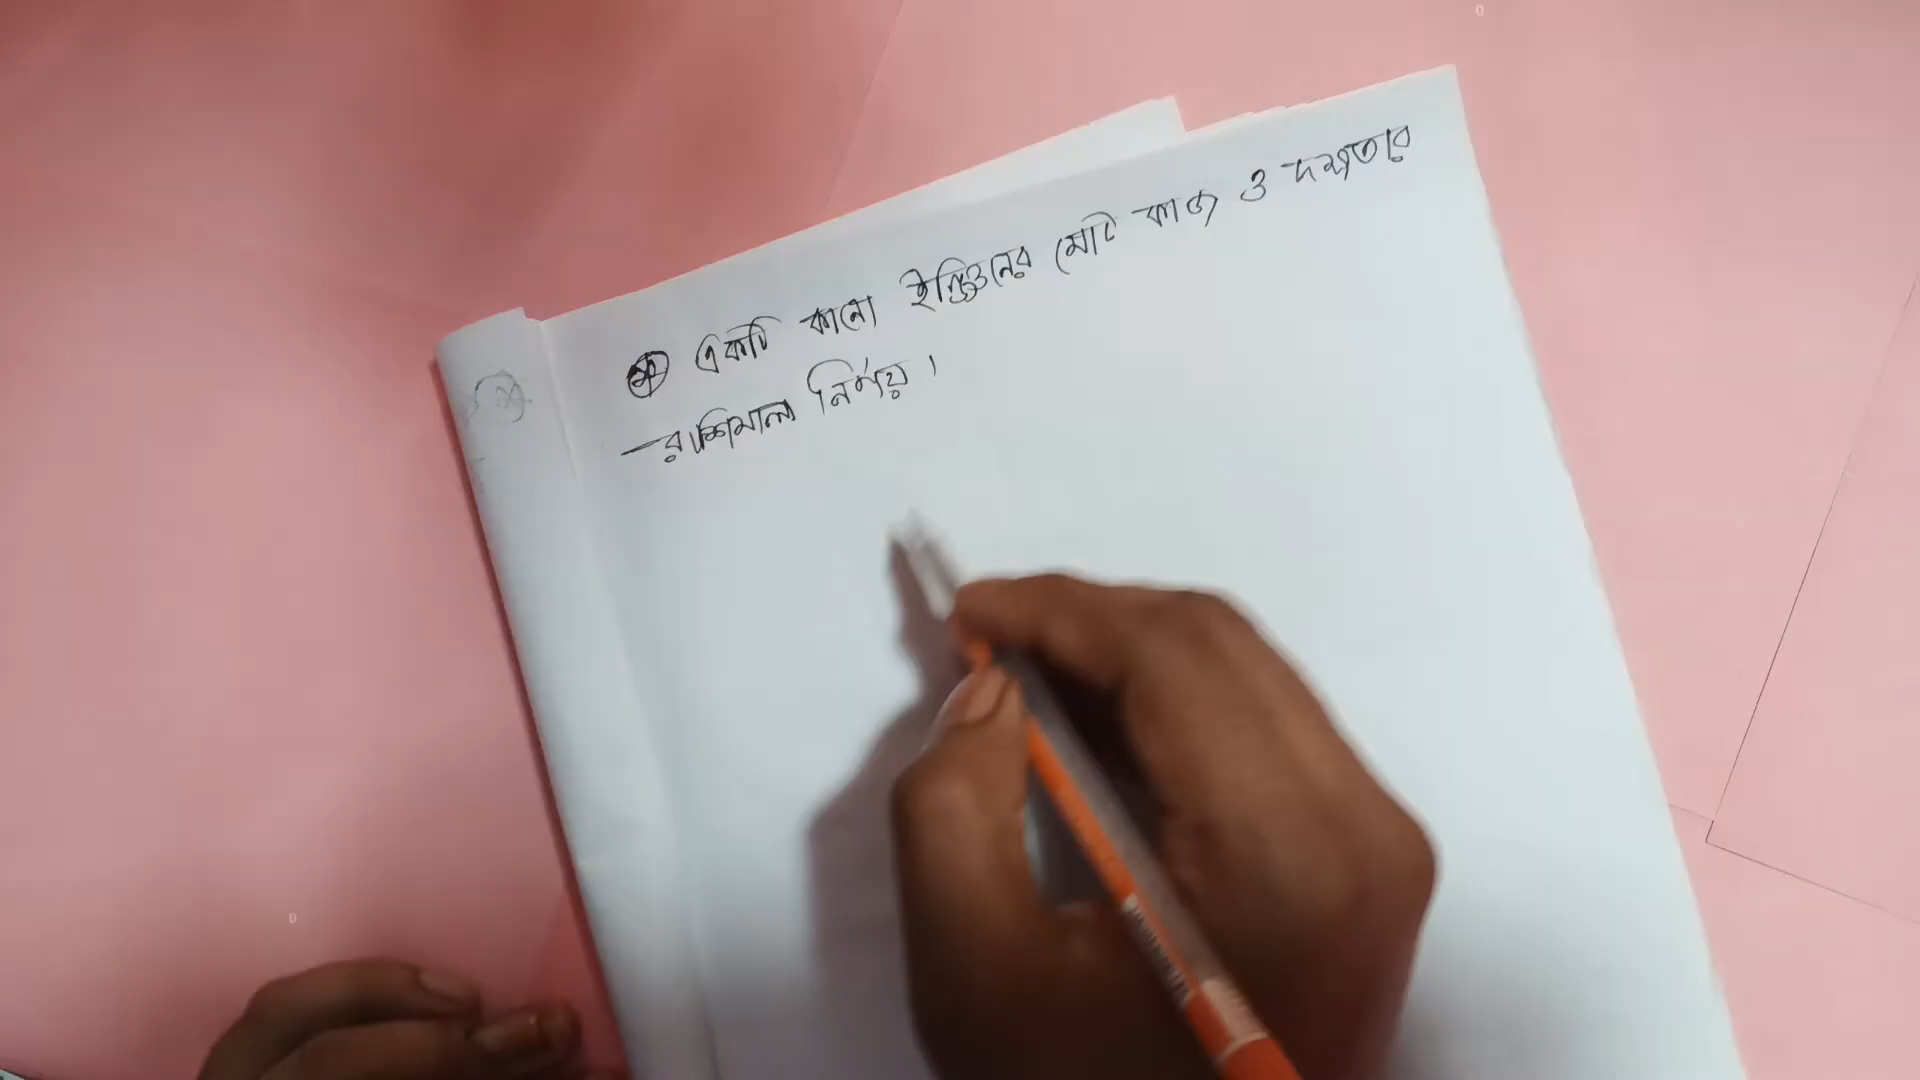 একটি কার্নো ইঞ্জিনের মোট কাজ ও দক্ষতার
রাশিমালা নির্ণয়।